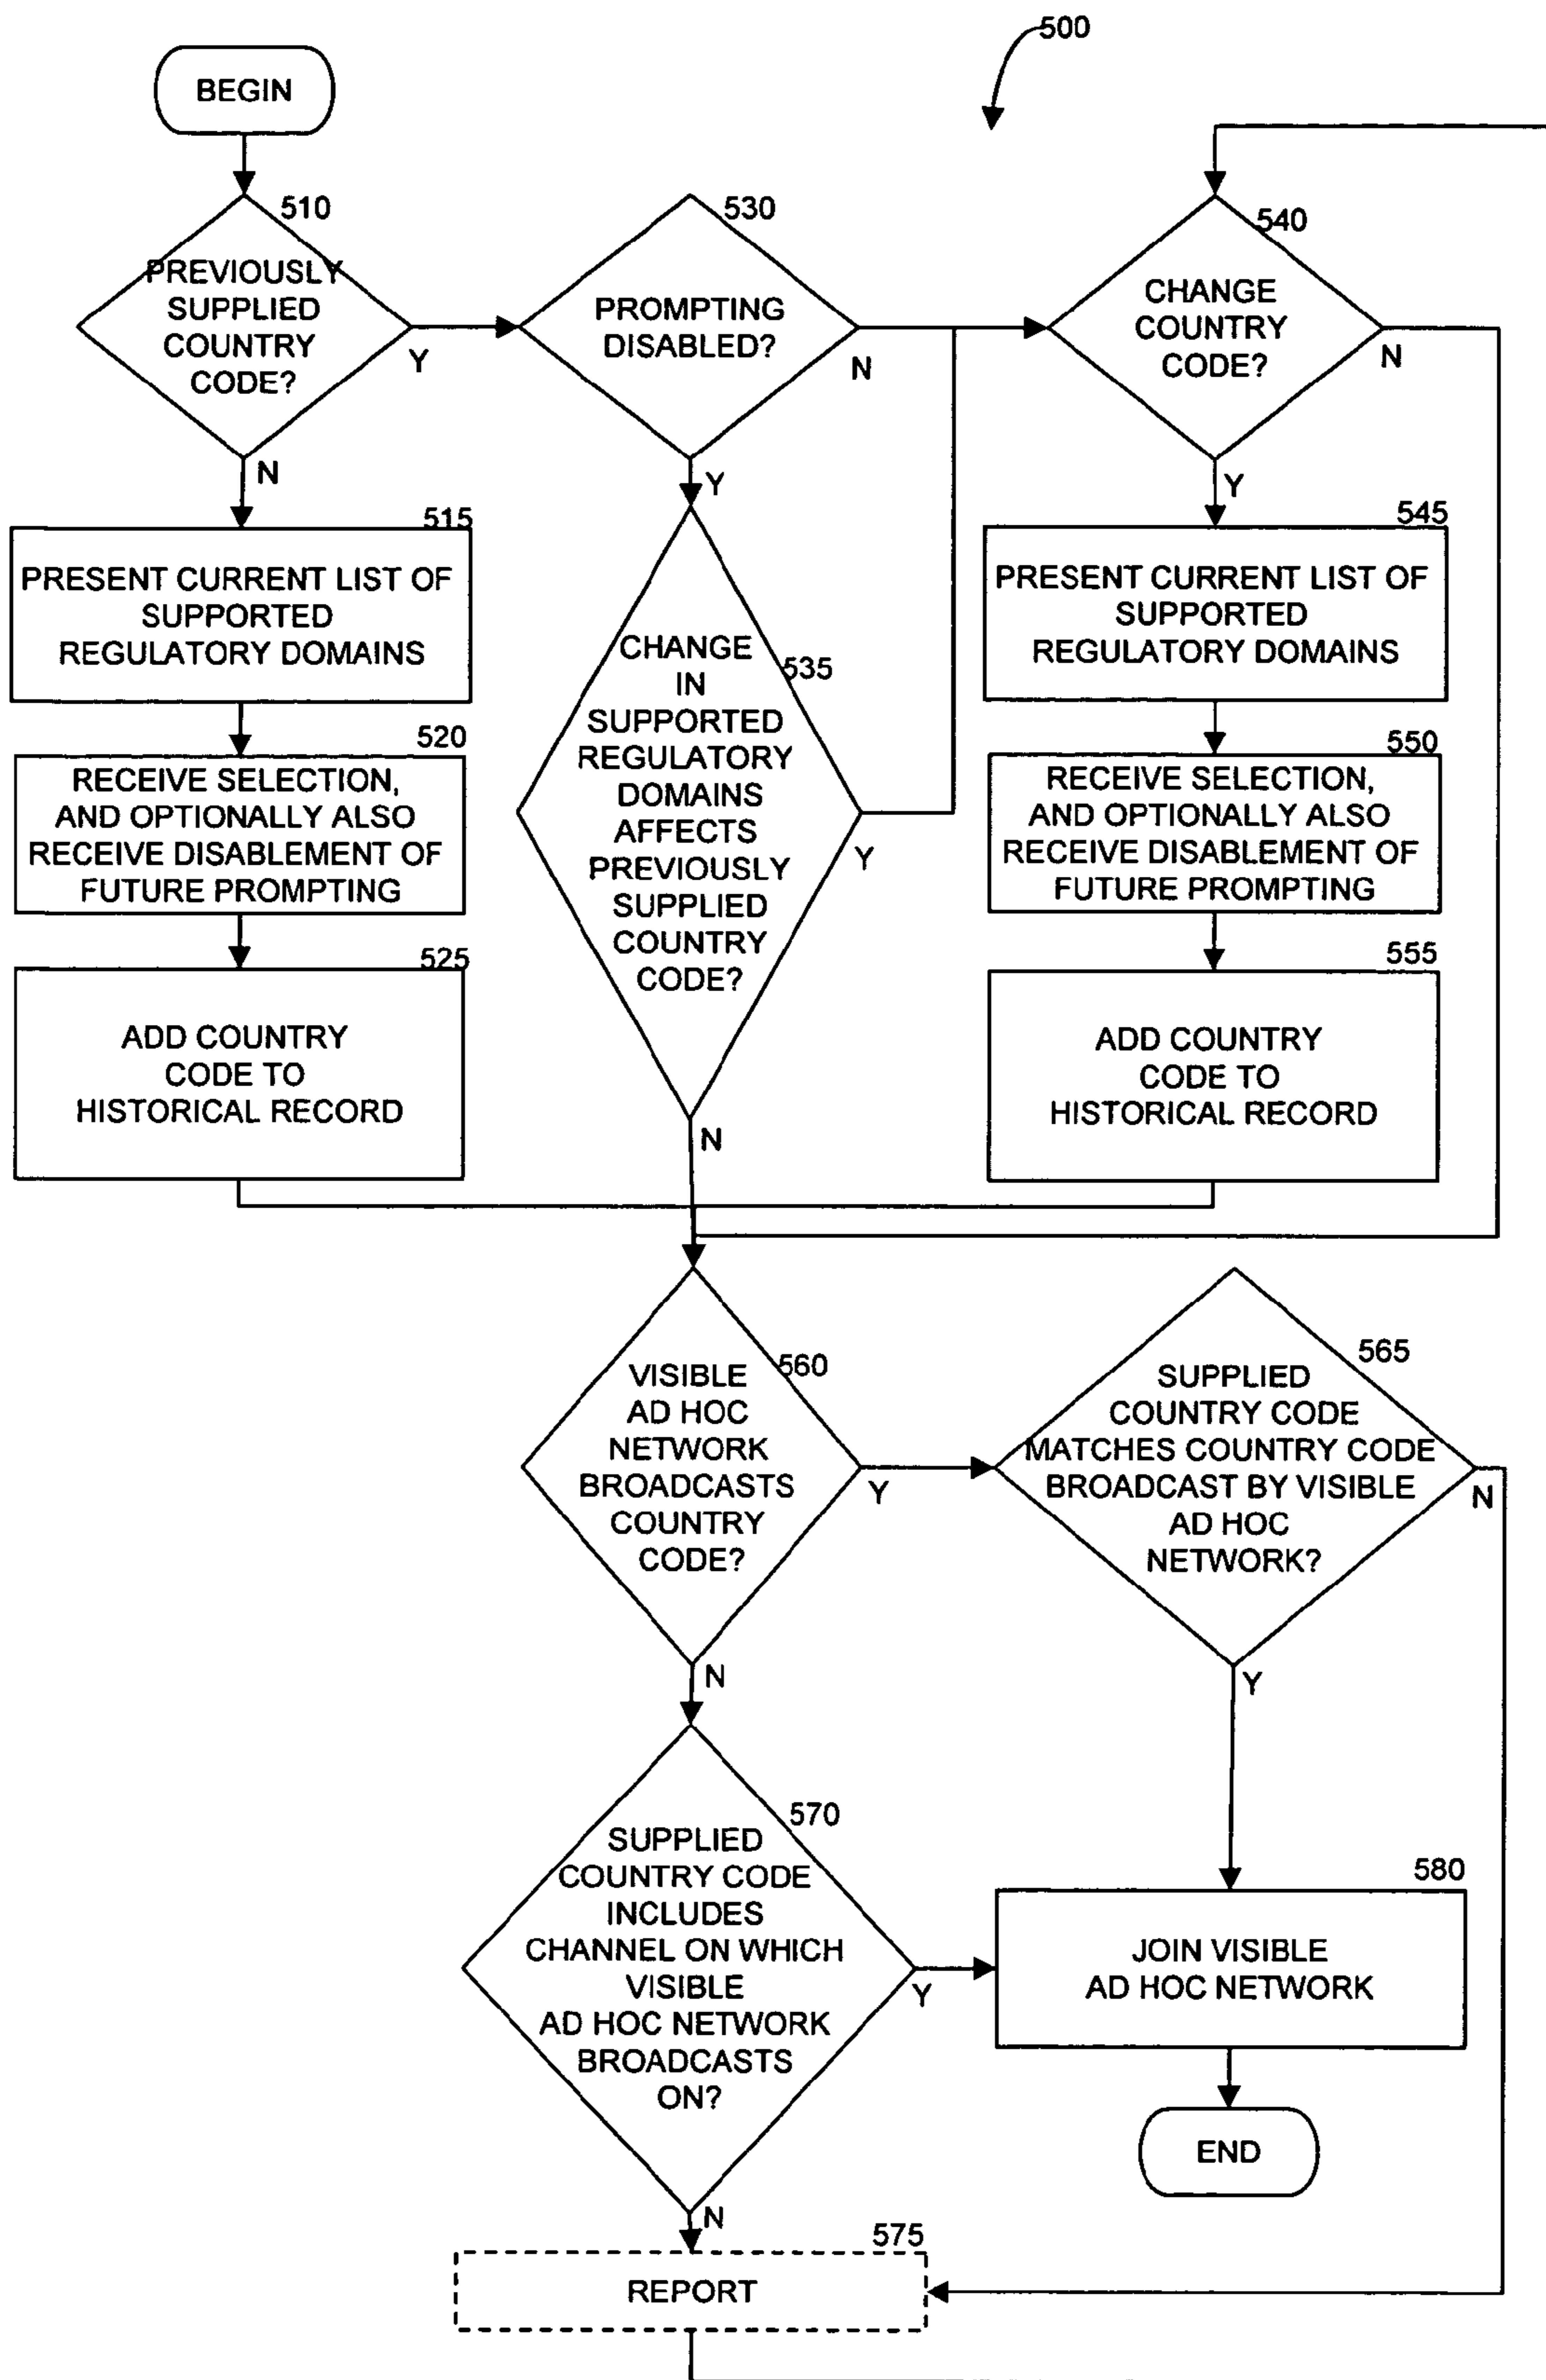 500
BEGIN
510
PREVIOUSLY
SUPPLIED
COUNTRY
CODE?
Y
N
530
PROMPTING
DISABLED?
N
Y
540
CHANGE
COUNTRY
CODE?
N
Y
515
PRESENT CURRENT LIST OF
SUPPORTED
REGULATORY DOMAINS
520
RECEIVE SELECTION,
AND OPTIONALLY ALSO
RECEIVE DISABLEMENT OF
FUTURE PROMPTING
525
ADD COUNTRY
CODE TO
HISTORICAL RECORD
535
CHANGE
IN
SUPPORTED
REGULATORY
DOMAINS
AFFECTS
PREVIOUSLY
SUPPLIED
COUNTRY
CODE?
Y
N
545
PRESENT CURRENT LIST OF
SUPPORTED
REGULATORY DOMAINS
550
RECEIVE SELECTION,
AND OPTIONALLY ALSO
RECEIVE DISABLEMENT OF
FUTURE PROMPTING
555
ADD COUNTRY
CODE TO
HISTORICAL RECORD
560
VISIBLE
AD HOC
NETWORK
BROADCASTS
COUNTRY
CODE?
Y
N
565
SUPPLIED
COUNTRY CODE
MATCHES COUNTRY CODE
BROADCAST BY VISIBLE
AD HOC
NETWORK?
N
Y
570
SUPPLIED
COUNTRY CODE
INCLUDES
CHANNEL ON WHICH
VISIBLE
AD HOC NETWORK
BROADCASTS
ON?
Y
N
580
JOIN VISIBLE
AD HOC NETWORK
END
575
REPORT